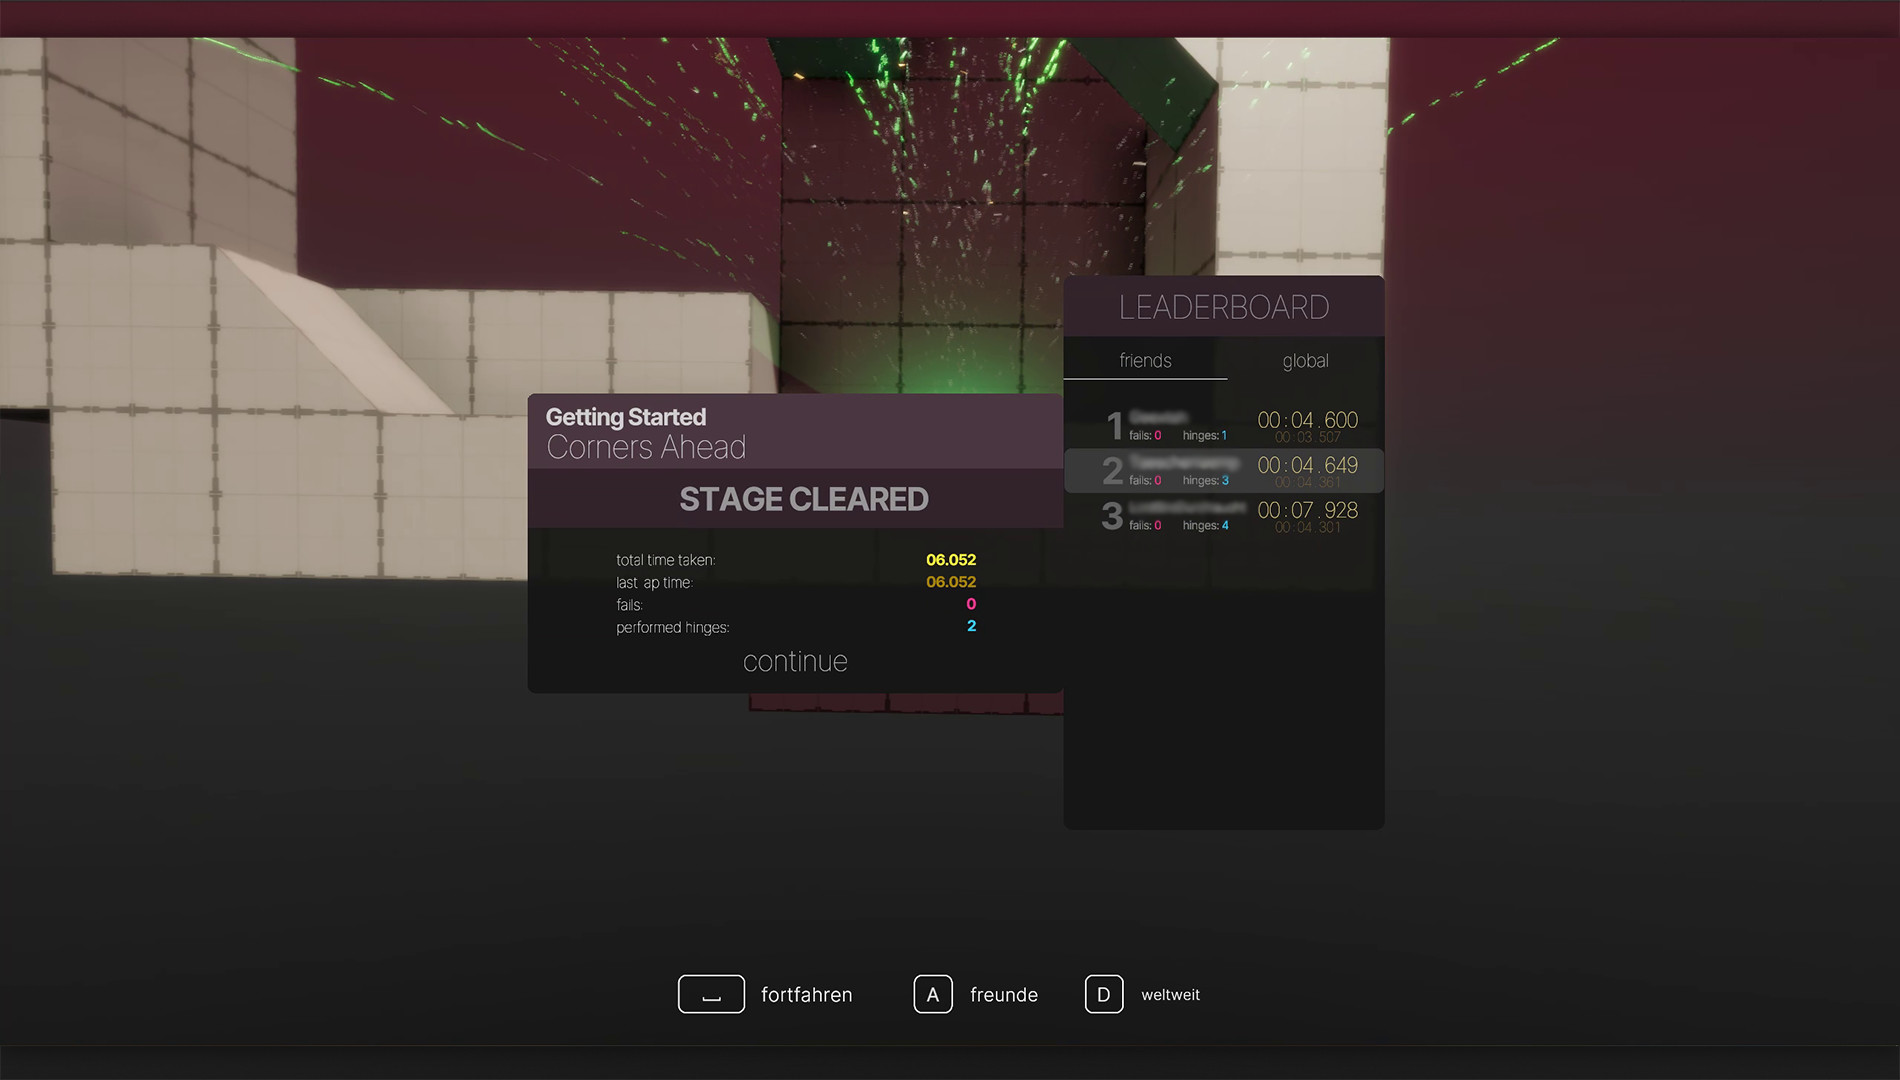 Getting Started
Corners Ahead
STAGE CLEARED
total time taken: 06.052
last ap time: 06.052
fails: 0
performed hinges: 2
continue
LEADERBOARD
friends global
1 00:04.600
fails: 0 hinges: 1 00:03.507
2 00:04.649
fails: 0 hinges: 3 00:04.361
3 00:07.928
fails: 0 hinges: 4 00:04.301
fortfahren A freunde D weltweit